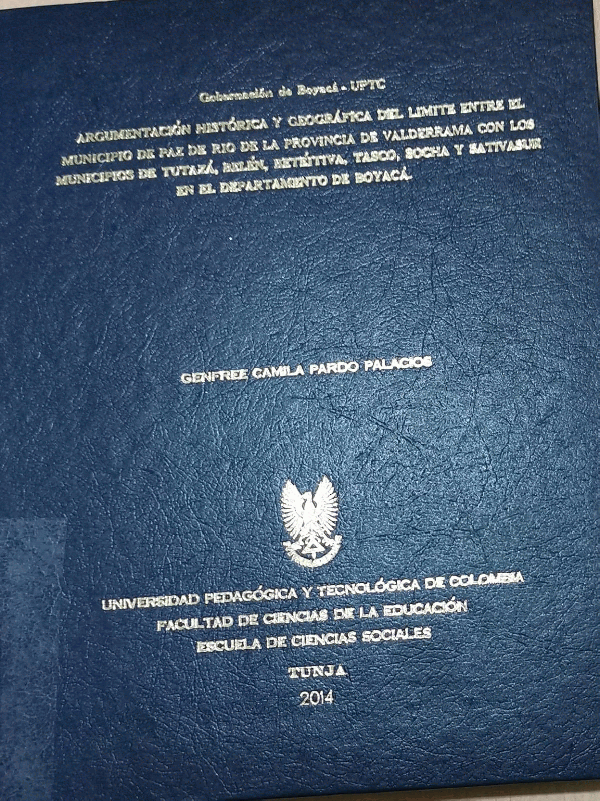 Gobernación de Boyacá - UPTC
ARGUMENTACIÓN HISTÓRICA Y GEOGRÁFICA DEL LIMITE ENTRE EL
MUNICIPIO DE PAZ DE RIO DE LA PROVINCIA DE VALDERRAMA CON LOS
MUNICIPIOS DE TUTAZÁ, BELÉN, BETÉITIVA, TASCO, SOCHA Y SATIVASUR
EN EL DEPARTAMENTO DE BOYACÁ.
GENFREE CAMILA PARDO PALACIOS
UNIVERSIDAD PEDAGÓGICA Y TECNOLÓGICA DE COLOMBIA
FACULTAD DE CIENCIAS DE LA EDUCACIÓN
ESCUELA DE CIENCIAS SOCIALES
TUNJA
2014